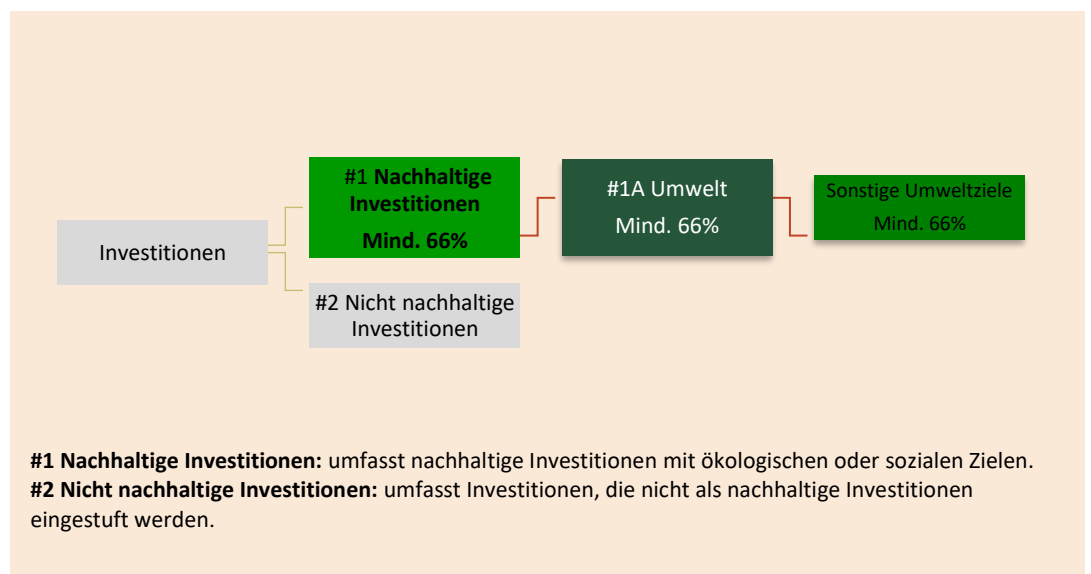 #1 Nachhaltige
Investitionen
Mind. 66%
#1A Umwelt
Mind. 66%
Sonstige Umweltziele
Mind. 66%
Investitionen
#2 Nicht nachhaltige
Investitionen
#1 Nachhaltige Investitionen: umfasst nachhaltige Investitionen mit ökologischen oder sozialen Zielen.
#2 Nicht nachhaltige Investitionen: umfasst Investitionen, die nicht als nachhaltige Investitionen
eingestuft werden.